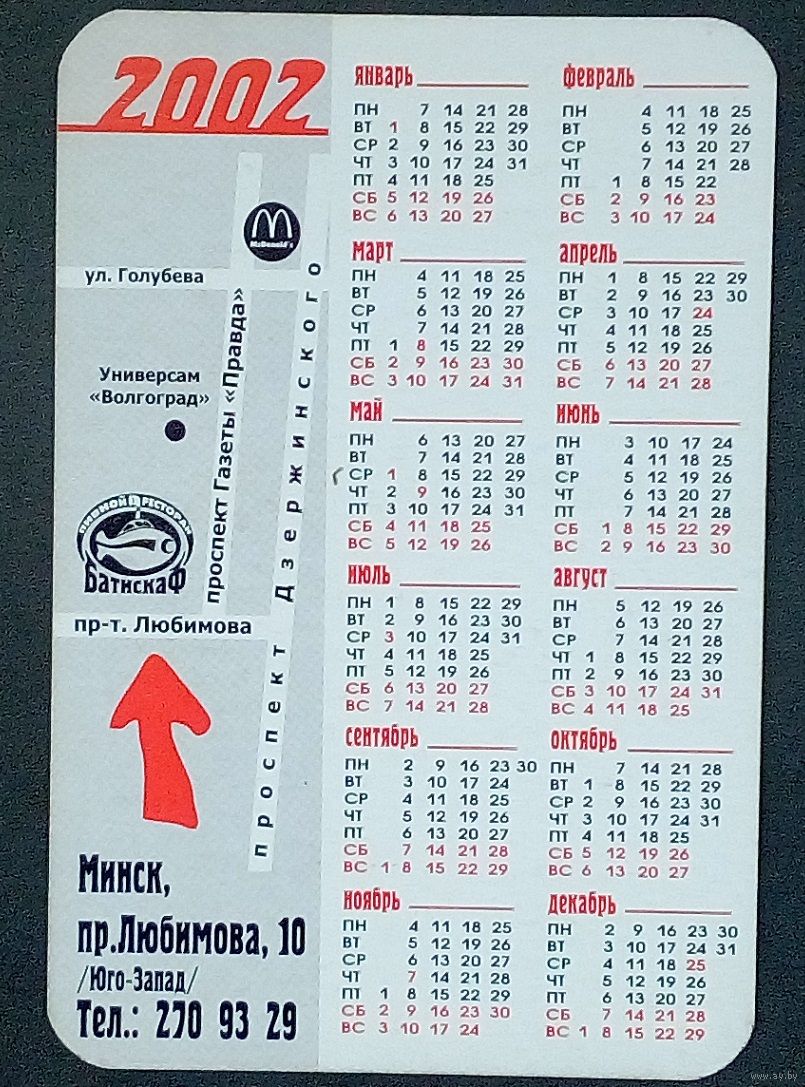 2002
McDonald's
ул. Голубева
Универсам
«Волгоград»
проспект Газеты «Правда»
проспект Дзержинского
ПИВНОЙ РЕСТОРАН
БатискаФ
пр-т. Любимова
Минск,
пр.Любимова, 10
/Юго-Запад/
Тел.: 270 93 29
январь
ПН 7 14 21 28
ВТ 1 8 15 22 29
СР 2 9 16 23 30
ЧТ 3 10 17 24 31
ПТ 4 11 18 25
СБ 5 12 19 26
ВС 6 13 20 27
февраль
ПН 4 11 18 25
ВТ 5 12 19 26
СР 6 13 20 27
ЧТ 7 14 21 28
ПТ 1 8 15 22
СБ 2 9 16 23
ВС 3 10 17 24
март
ПН 4 11 18 25
ВТ 5 12 19 26
СР 6 13 20 27
ЧТ 7 14 21 28
ПТ 1 8 15 22 29
СБ 2 9 16 23 30
ВС 3 10 17 24 31
апрель
ПН 1 8 15 22 29
ВТ 2 9 16 23 30
СР 3 10 17 24
ЧТ 4 11 18 25
ПТ 5 12 19 26
СБ 6 13 20 27
ВС 7 14 21 28
май
ПН 6 13 20 27
ВТ 7 14 21 28
СР 1 8 15 22 29
ЧТ 2 9 16 23 30
ПТ 3 10 17 24 31
СБ 4 11 18 25
ВС 5 12 19 26
июнь
ПН 3 10 17 24
ВТ 4 11 18 25
СР 5 12 19 26
ЧТ 6 13 20 27
ПТ 7 14 21 28
СБ 1 8 15 22 29
ВС 2 9 16 23 30
июль
ПН 1 8 15 22 29
ВТ 2 9 16 23 30
СР 3 10 17 24 31
ЧТ 4 11 18 25
ПТ 5 12 19 26
СБ 6 13 20 27
ВС 7 14 21 28
август
ПН 5 12 19 26
ВТ 6 13 20 27
СР 7 14 21 28
ЧТ 1 8 15 22 29
ПТ 2 9 16 23 30
СБ 3 10 17 24 31
ВС 4 11 18 25
сентябрь
ПН 2 9 16 23 30
ВТ 3 10 17 24
СР 4 11 18 25
ЧТ 5 12 19 26
ПТ 6 13 20 27
СБ 7 14 21 28
ВС 1 8 15 22 29
октябрь
ПН 7 14 21 28
ВТ 1 8 15 22 29
СР 2 9 16 23 30
ЧТ 3 10 17 24 31
ПТ 4 11 18 25
СБ 5 12 19 26
ВС 6 13 20 27
ноябрь
ПН 4 11 18 25
ВТ 5 12 19 26
СР 6 13 20 27
ЧТ 7 14 21 28
ПТ 1 8 15 22 29
СБ 2 9 16 23 30
ВС 3 10 17 24
декабрь
ПН 2 9 16 23 30
ВТ 3 10 17 24 31
СР 4 11 18 25
ЧТ 5 12 19 26
ПТ 6 13 20 27
СБ 7 14 21 28
ВС 1 8 15 22 29
www.ay.by